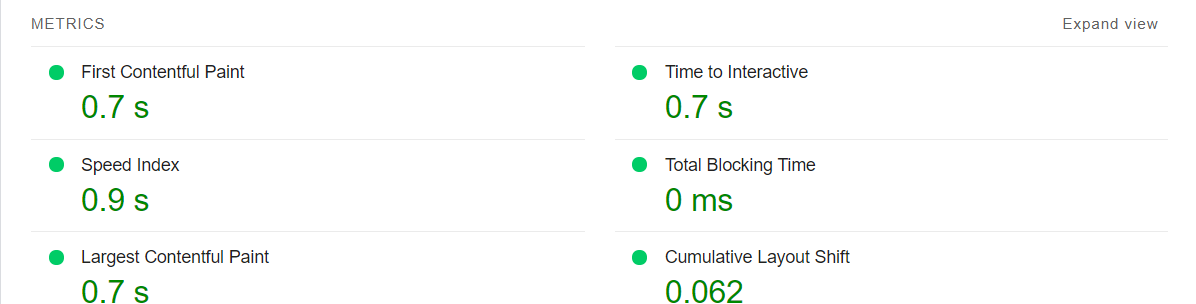 METRICS
Expand view
First Contentful Paint
0.7 s
Time to Interactive
0.7 s
Speed Index
0.9 s
Total Blocking Time
0 ms
Largest Contentful Paint
0.7 s
Cumulative Layout Shift
0.062